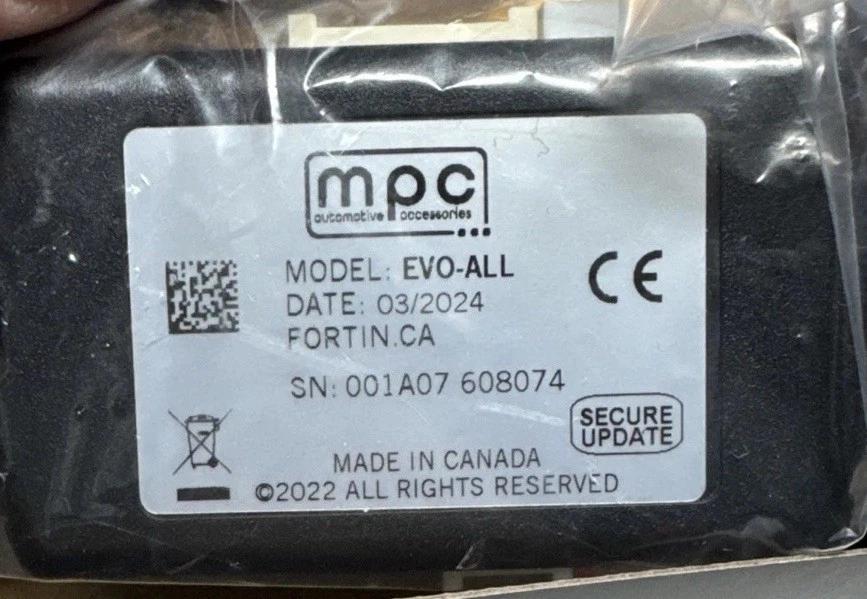 mpc
automotive accessories
MODEL: EVO-ALL
DATE: 03/2024
FORTIN.CA
SN: 001A07 608074
CE
SECURE
UPDATE
MADE IN CANADA
©2022 ALL RIGHTS RESERVED